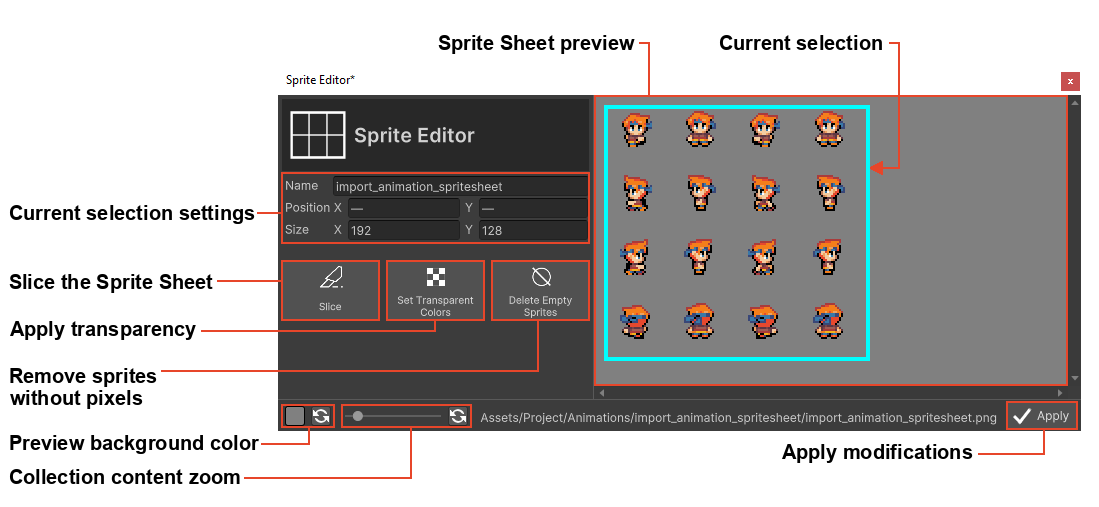 Sprite Sheet preview
Current selection
Sprite Editor*
x
Sprite Editor
Name import_animation_spritesheet
Position X — Y —
Size X 192 Y 128
Current selection settings
Slice the Sprite Sheet
Slice
Set Transparent
Colors
Delete Empty
Sprites
Apply transparency
Remove sprites
without pixels
Assets/Project/Animations/import_animation_spritesheet/import_animation_spritesheet.png
Apply
Preview background color
Apply modifications
Collection content zoom